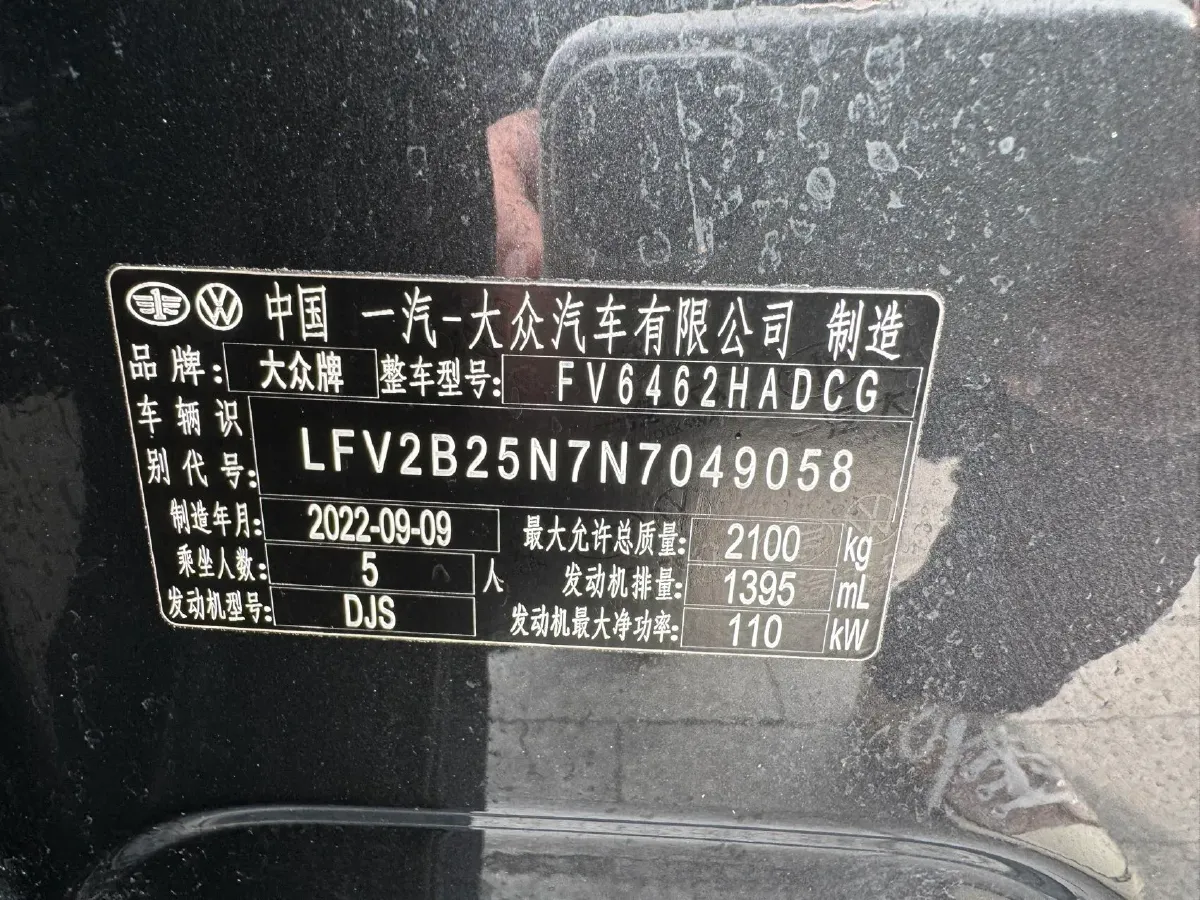 中国 一汽-大众汽车有限公司 制造
品牌: 大众牌 整车型号: FV6462HADCG
车辆识别代号: LFV2B25N7N7049058
制造年月: 2022-09-09 最大允许总质量: 2100 kg
乘坐人数: 5 人 发动机排量: 1395 mL
发动机型号: DJS 发动机最大净功率: 110 kW